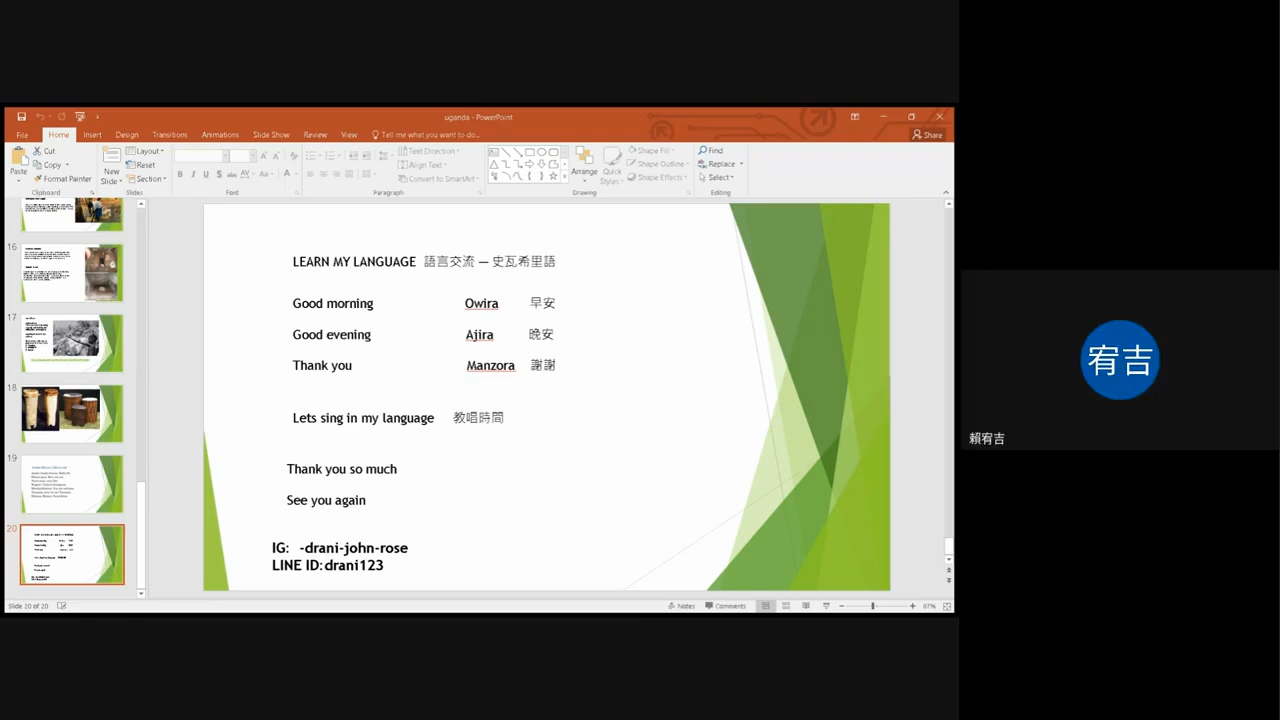 uganda - PowerPoint
File Home Insert Design Transitions Animations Slide Show Review View Tell me what you want to do... Share
Paste
Cut
Copy
Format Painter
Clipboard
New Slide
Layout
Reset
Section
Slides
Font
Text Direction
Align Text
Convert to SmartArt
Paragraph
Arrange
Quick Styles
Shape Fill
Shape Outline
Shape Effects
Drawing
Find
Replace
Select
Editing
16
17
18
19
20
LEARN MY LANGUAGE 語言交流 — 史瓦希里語
Good morning Owira 早安
Good evening Ajira 晚安
Thank you Manzora 謝謝
Lets sing in my language 教唱時間
Thank you so much
See you again
IG: -drani-john-rose
LINE ID: drani123
Slide 20 of 20 Notes Comments 67%
宥吉
賴宥吉